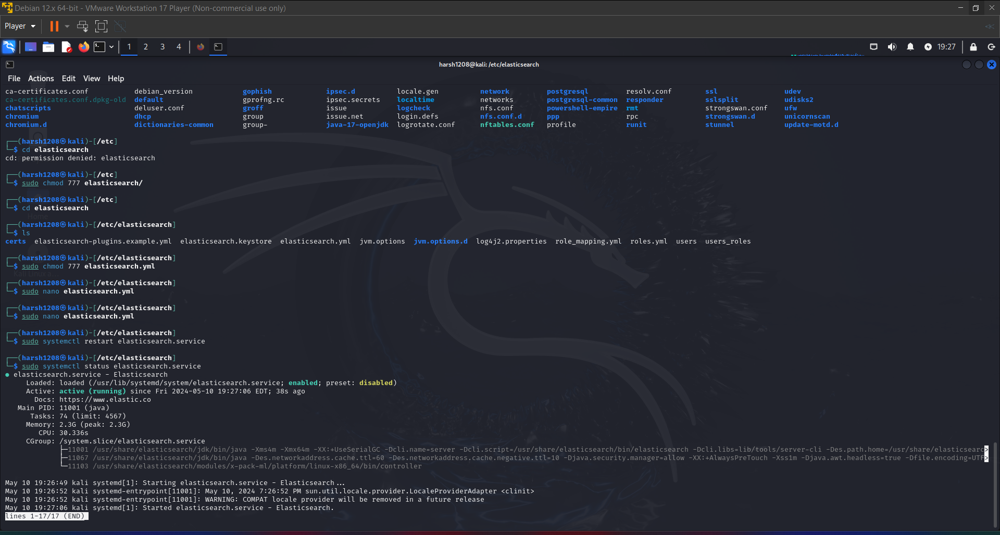 Debian 12.x 64-bit - VMware Workstation 17 Player (Non-commercial use only)
Player
1 2 3 4 19:27
harsh1208@kali: /etc/elasticsearch
File Actions Edit View Help
ca-certificates.conf debian_version gophish ipsec.d locale.gen network postgresql resolv.conf ssl udev
ca-certificates.conf.dpkg-old default gprofng.rc ipsec.secrets localtime networks postgresql-common responder sslsplit udisks2
chatscripts deluser.conf groff issue logcheck nfs.conf powershell-empire rmt strongswan.conf ufw
chromium dhcp group issue.net login.defs nfs.conf.d ppp rpc strongswan.d unicornscan
chromium.d dictionaries-common group- java-17-openjdk logrotate.conf nftables.conf profile runit stunnel update-motd.d
┌──(harsh1208㉿kali)-[/etc]
└─$ cd elasticsearch
cd: permission denied: elasticsearch
┌──(harsh1208㉿kali)-[/etc]
└─$ sudo chmod 777 elasticsearch/
┌──(harsh1208㉿kali)-[/etc]
└─$ cd elasticsearch
Home
┌──(harsh1208㉿kali)-[/etc/elasticsearch]
└─$ ls
certs elasticsearch-plugins.example.yml elasticsearch.keystore elasticsearch.yml jvm.options jvm.options.d log4j2.properties role_mapping.yml roles.yml users users_roles
┌──(harsh1208㉿kali)-[/etc/elasticsearch]
└─$ sudo chmod 777 elasticsearch.yml
Kali Linux a...
┌──(harsh1208㉿kali)-[/etc/elasticsearch]
└─$ sudo nano elasticsearch.yml
┌──(harsh1208㉿kali)-[/etc/elasticsearch]
└─$ sudo nano elasticsearch.yml
┌──(harsh1208㉿kali)-[/etc/elasticsearch]
└─$ sudo systemctl restart elasticsearch.service
┌──(harsh1208㉿kali)-[/etc/elasticsearch]
└─$ sudo systemctl status elasticsearch.service
● elasticsearch.service - Elasticsearch
Loaded: loaded (/usr/lib/systemd/system/elasticsearch.service; enabled; preset: disabled)
Active: active (running) since Fri 2024-05-10 19:27:06 EDT; 38s ago
Docs: https://www.elastic.co
Main PID: 11001 (java)
Tasks: 74 (limit: 4567)
Memory: 2.3G (peak: 2.3G)
CPU: 30.336s
CGroup: /system.slice/elasticsearch.service
├─11001 /usr/share/elasticsearch/jdk/bin/java -Xms4m -Xmx64m -XX:+UseSerialGC -Dcli.name=server -Dcli.script=/usr/share/elasticsearch/bin/elasticsearch -Dcli.libs=lib/tools/server-cli -Des.path.home=/usr/share/elasticsearc>
├─11067 /usr/share/elasticsearch/jdk/bin/java -Des.networkaddress.cache.ttl=60 -Des.networkaddress.cache.negative.ttl=10 -Djava.security.manager=allow -XX:+AlwaysPreTouch -Xss1m -Djava.awt.headless=true -Dfile.encoding=UTF>
└─11103 /usr/share/elasticsearch/modules/x-pack-ml/platform/linux-x86_64/bin/controller
May 10 19:26:49 kali systemd[1]: Starting elasticsearch.service - Elasticsearch...
May 10 19:26:52 kali systemd-entrypoint[11001]: May 10, 2024 7:26:52 PM sun.util.locale.provider.LocaleProviderAdapter <clinit>
May 10 19:26:52 kali systemd-entrypoint[11001]: WARNING: COMPAT locale provider will be removed in a future release
May 10 19:27:06 kali systemd[1]: Started elasticsearch.service - Elasticsearch.
lines 1-17/17 (END)